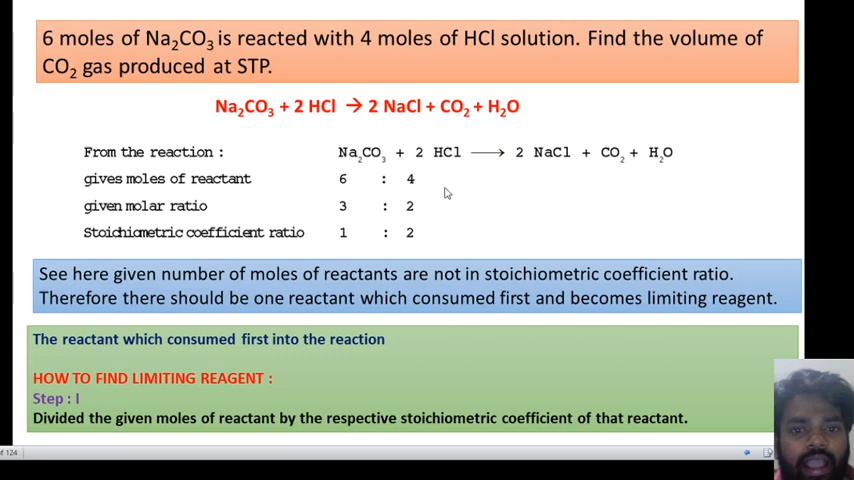 6 moles of Na₂CO₃ is reacted with 4 moles of HCl solution. Find the volume of
CO₂ gas produced at STP.
Na₂CO₃ + 2 HCl → 2 NaCl + CO₂ + H₂O
From the reaction : Na₂CO₃ + 2 HCl ⟶ 2 NaCl + CO₂ + H₂O
gives moles of reactant 6 : 4
given molar ratio 3 : 2
Stoichiometric coefficient ratio 1 : 2
See here given number of moles of reactants are not in stoichiometric coefficient ratio.
Therefore there should be one reactant which consumed first and becomes limiting reagent.
The reactant which consumed first into the reaction
HOW TO FIND LIMITING REAGENT :
Step : I
Divided the given moles of reactant by the respective stoichiometric coefficient of that reactant.
of 124